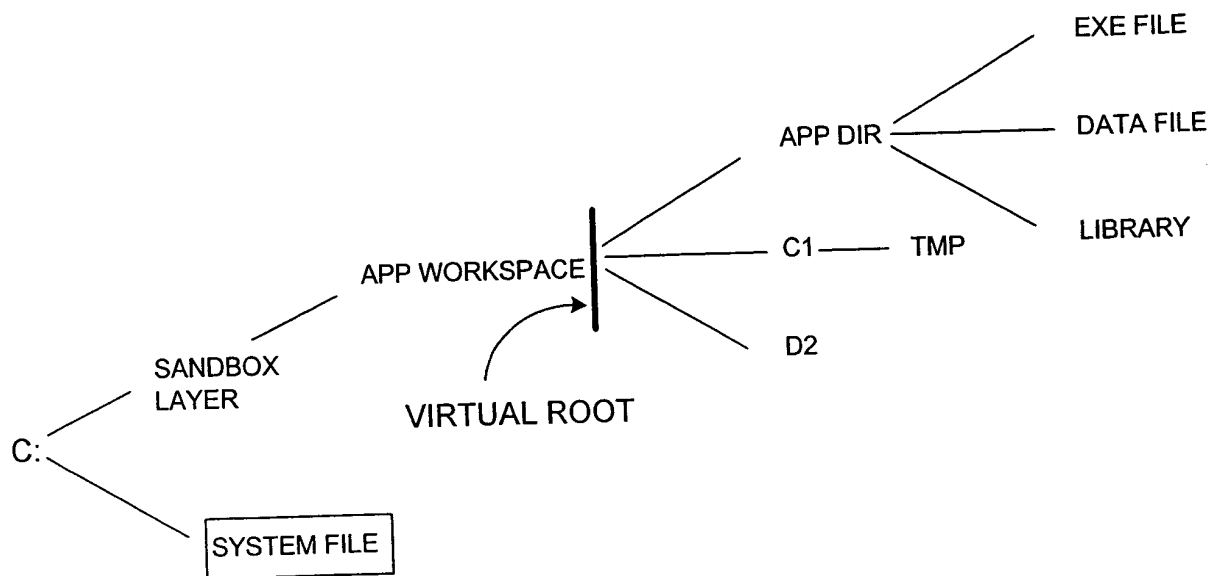 EXE FILE
APP DIR
DATA FILE
LIBRARY
C1
TMP
APP WORKSPACE
D2
SANDBOX
LAYER
VIRTUAL ROOT
C:
SYSTEM FILE